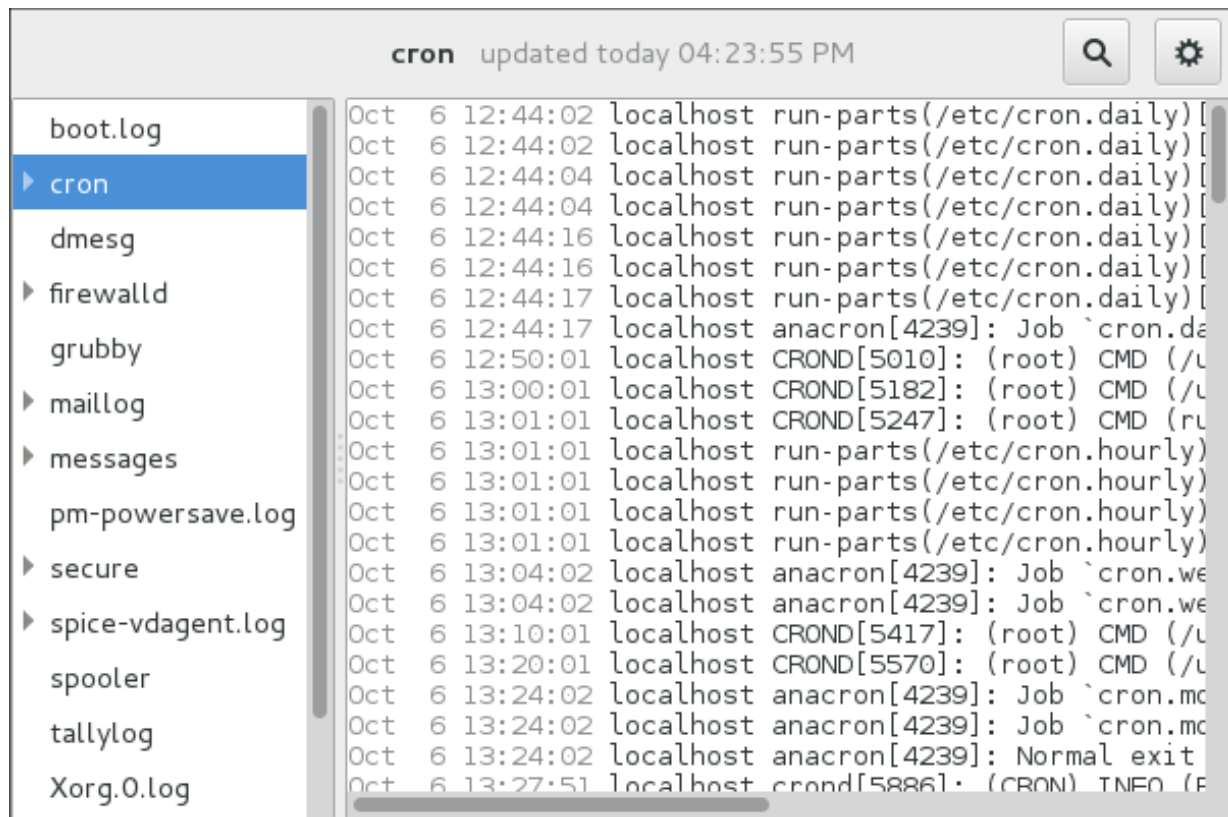 cron updated today 04:23:55 PM
boot.log
cron
dmesg
firewalld
grubby
maillog
messages
pm-powersave.log
secure
spice-vdagent.log
spooler
tallylog
Xorg.0.log
Oct 6 12:44:02 localhost run-parts(/etc/cron.daily)[
Oct 6 12:44:02 localhost run-parts(/etc/cron.daily)[
Oct 6 12:44:04 localhost run-parts(/etc/cron.daily)[
Oct 6 12:44:04 localhost run-parts(/etc/cron.daily)[
Oct 6 12:44:16 localhost run-parts(/etc/cron.daily)[
Oct 6 12:44:16 localhost run-parts(/etc/cron.daily)[
Oct 6 12:44:17 localhost run-parts(/etc/cron.daily)[
Oct 6 12:44:17 localhost anacron[4239]: Job `cron.da
Oct 6 12:50:01 localhost CROND[5010]: (root) CMD (/u
Oct 6 13:00:01 localhost CROND[5182]: (root) CMD (/u
Oct 6 13:01:01 localhost CROND[5247]: (root) CMD (ru
Oct 6 13:01:01 localhost run-parts(/etc/cron.hourly)
Oct 6 13:01:01 localhost run-parts(/etc/cron.hourly)
Oct 6 13:01:01 localhost run-parts(/etc/cron.hourly)
Oct 6 13:01:01 localhost run-parts(/etc/cron.hourly)
Oct 6 13:04:02 localhost anacron[4239]: Job `cron.we
Oct 6 13:04:02 localhost anacron[4239]: Job `cron.we
Oct 6 13:10:01 localhost CROND[5417]: (root) CMD (/u
Oct 6 13:20:01 localhost CROND[5570]: (root) CMD (/u
Oct 6 13:24:02 localhost anacron[4239]: Job `cron.mo
Oct 6 13:24:02 localhost anacron[4239]: Job `cron.mo
Oct 6 13:24:02 localhost anacron[4239]: Normal exit
Oct 6 13:27:51 localhost crond[5886]: (CRON) INFO (